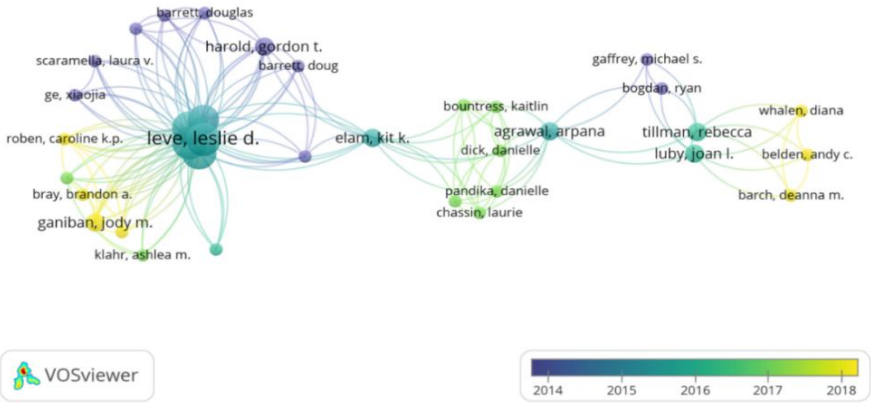 barrett, douglas
harold, gordon t.
scaramella, laura v.
barrett, doug
gaffrey, michael s.
bogdan, ryan
ge, xiaojia
bountress, kaitlin
whalen, diana
roben, caroline k.p.
leve, leslie d.
elam, kit k.
agrawal, arpana
tillman, rebecca
dick, danielle
luby, joan l.
belden, andy c.
bray, brandon a.
pandika, danielle
barch, deanna m.
chassin, laurie
ganiban, jody m.
klahr, ashlea m.
VOSviewer
2014 2015 2016 2017 2018